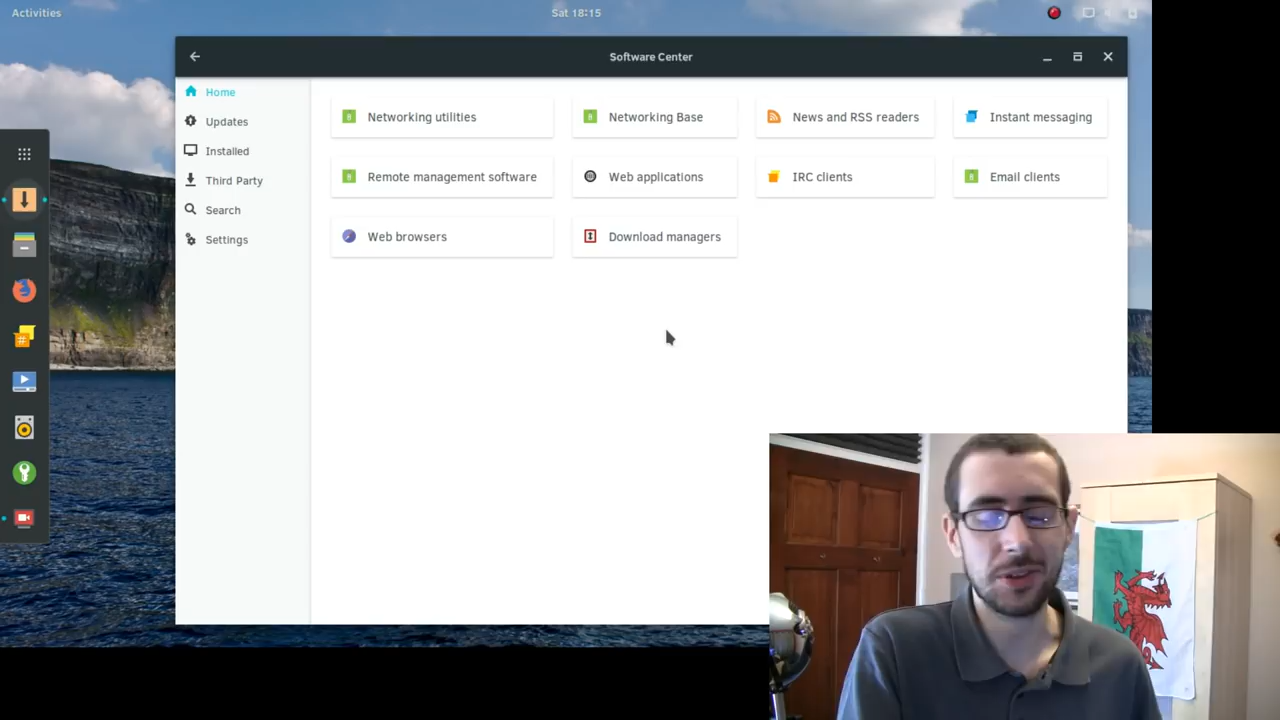 Activities
Sat 18:15
Software Center
Home
Updates
Installed
Third Party
Search
Settings
Networking utilities
Networking Base
News and RSS readers
Instant messaging
Remote management software
Web applications
IRC clients
Email clients
Web browsers
Download managers